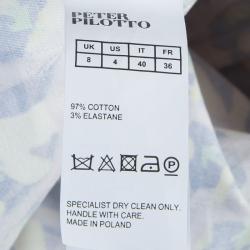 PETER PILOTTO
UK US IT FR
8 4 40 36
97% COTTON
3% ELASTANE
P
SPECIALIST DRY CLEAN ONLY.
HANDLE WITH CARE.
MADE IN POLAND